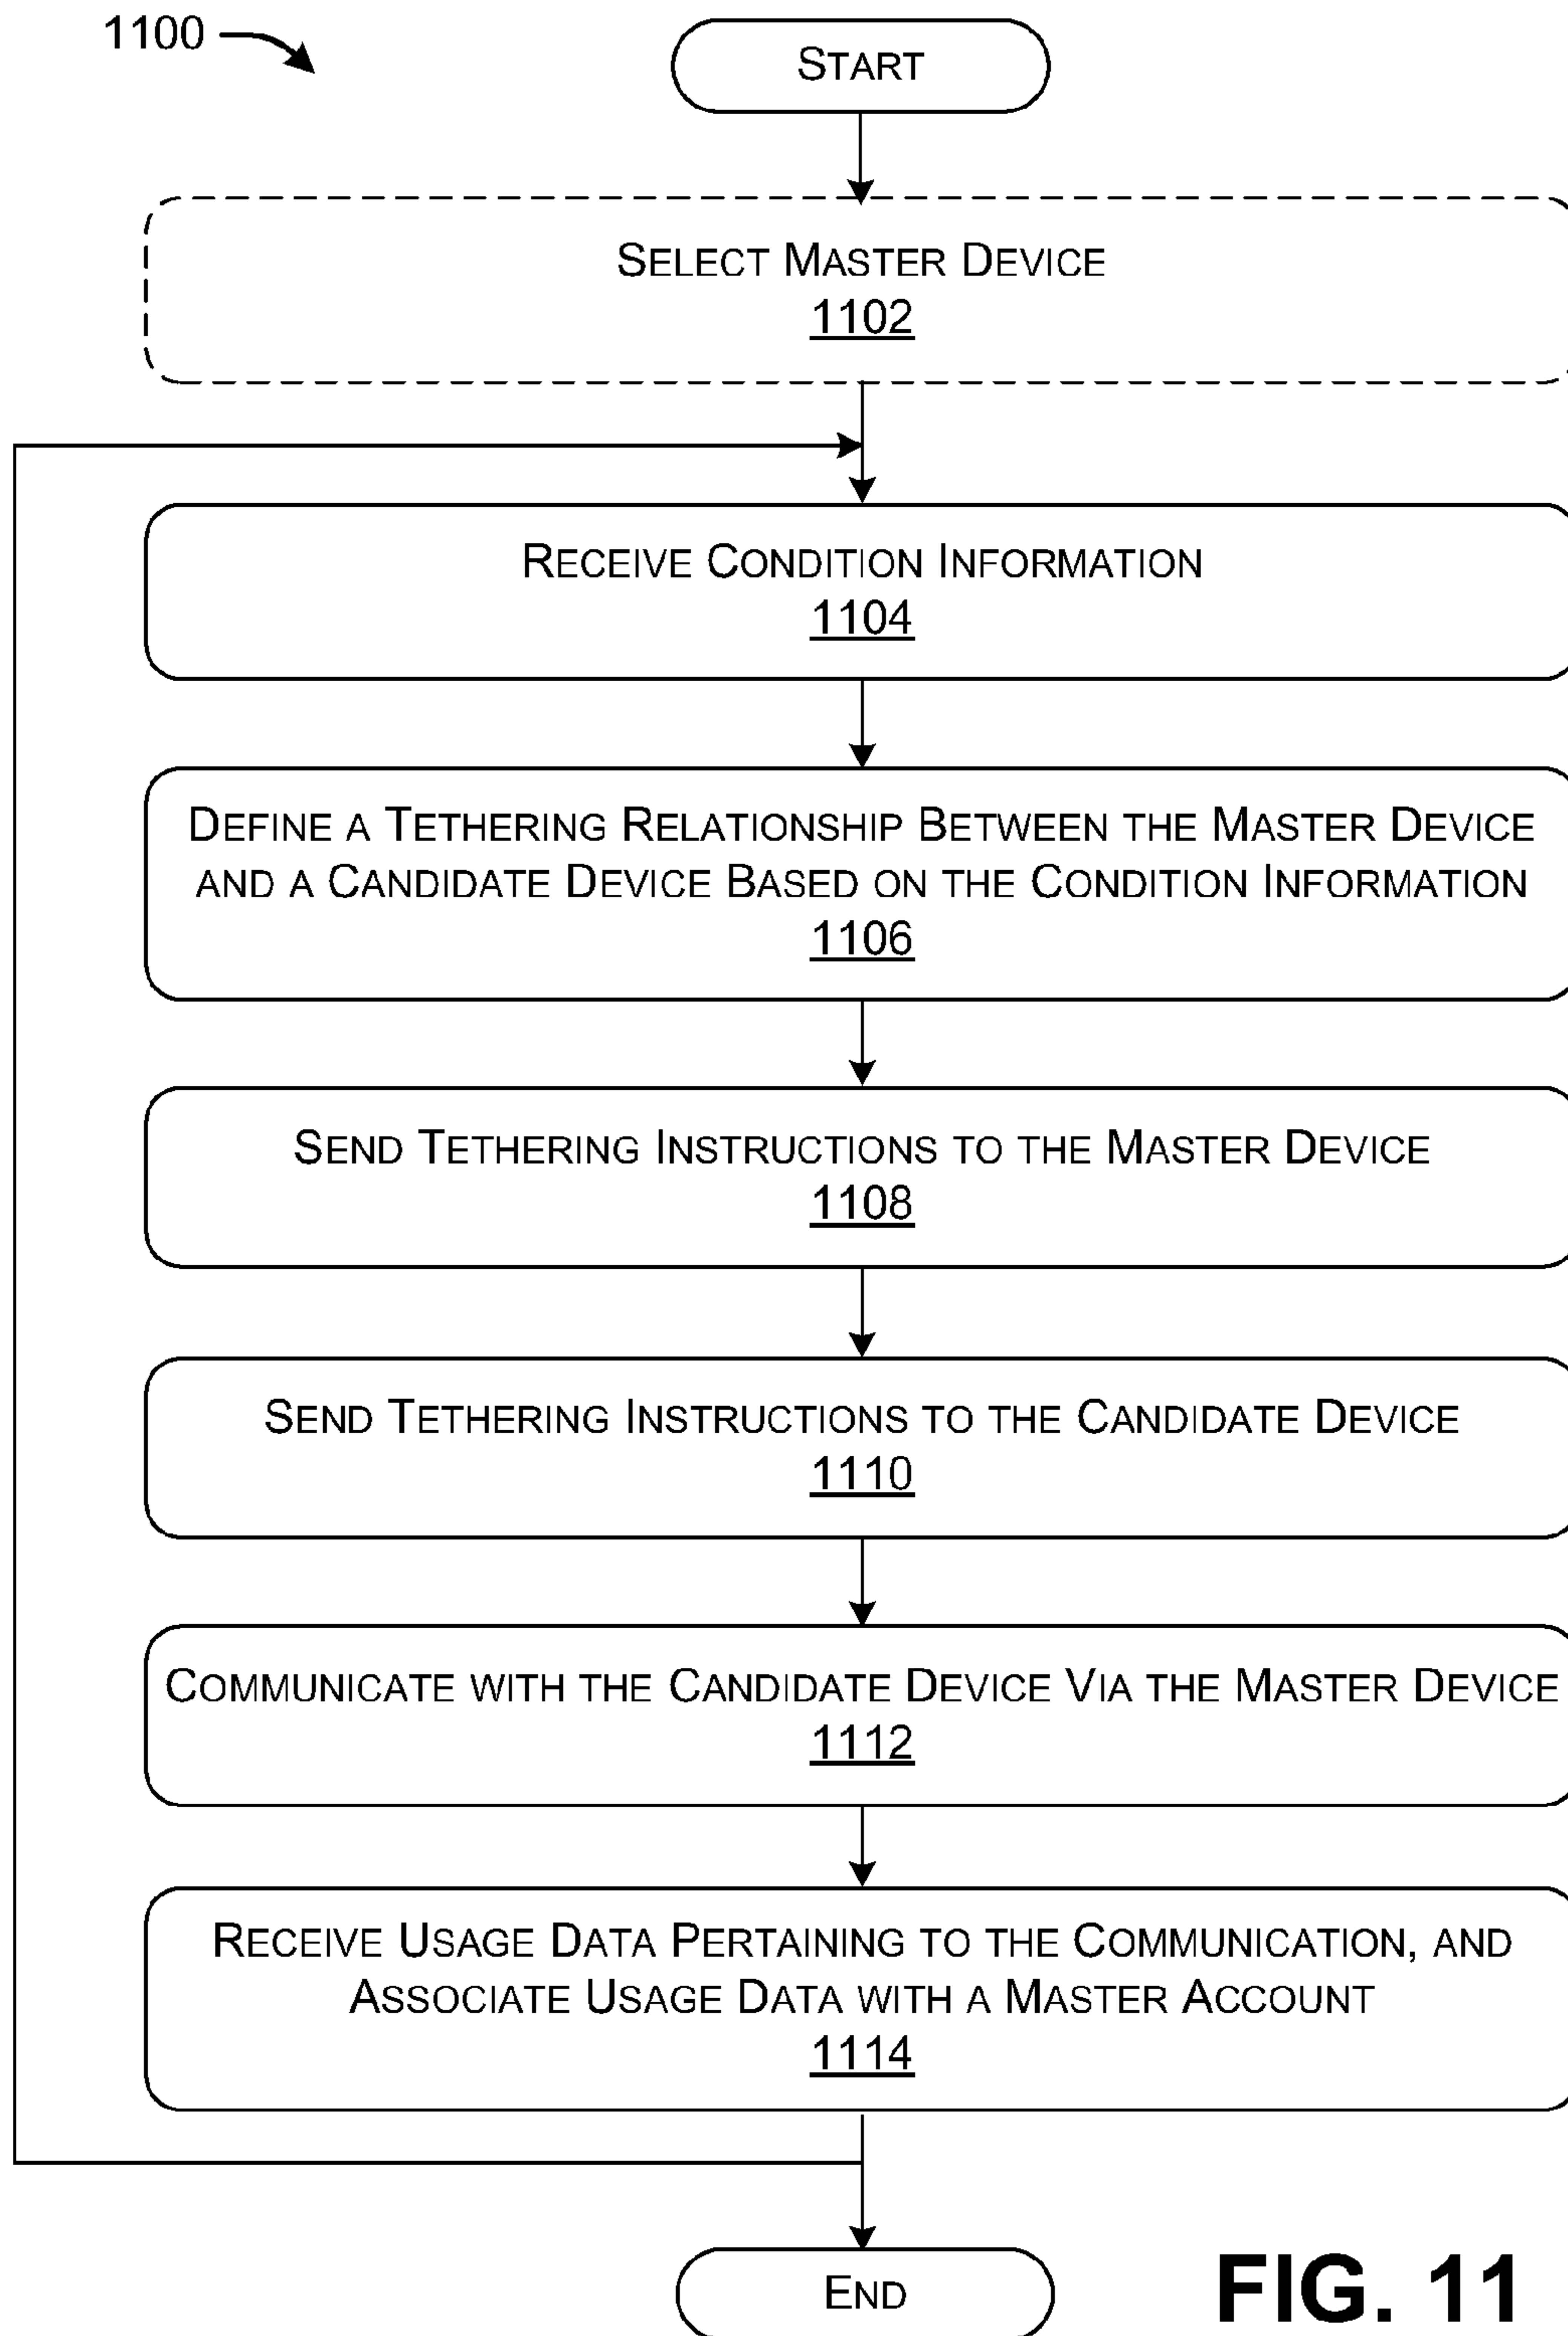 1100
START
SELECT MASTER DEVICE
1102
RECEIVE CONDITION INFORMATION
1104
DEFINE A TETHERING RELATIONSHIP BETWEEN THE MASTER DEVICE
AND A CANDIDATE DEVICE BASED ON THE CONDITION INFORMATION
1106
SEND TETHERING INSTRUCTIONS TO THE MASTER DEVICE
1108
SEND TETHERING INSTRUCTIONS TO THE CANDIDATE DEVICE
1110
COMMUNICATE WITH THE CANDIDATE DEVICE VIA THE MASTER DEVICE
1112
RECEIVE USAGE DATA PERTAINING TO THE COMMUNICATION, AND
ASSOCIATE USAGE DATA WITH A MASTER ACCOUNT
1114
END
FIG. 11